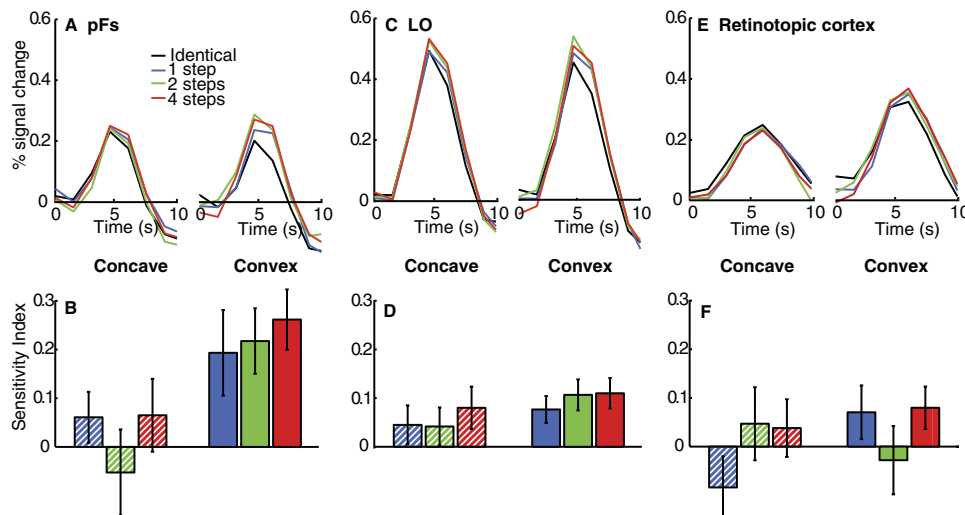 A pFs
C LO
E Retinotopic cortex
0.6
0.4
0.2
0
% signal change
Identical
1 step
2 steps
4 steps
0 5 10
Time (s)
0 5 10
Time (s)
0.6
0.4
0.2
0
0 5 10
Time (s)
0 5 10
Time (s)
0.6
0.4
0.2
0
0 5 10
Time (s)
0 5 10
Time (s)
Concave Convex
Concave Convex
Concave Convex
B
0.3
0.2
0.1
0
Sensitivity Index
D
0.3
0.2
0.1
0
F
0.3
0.2
0.1
0